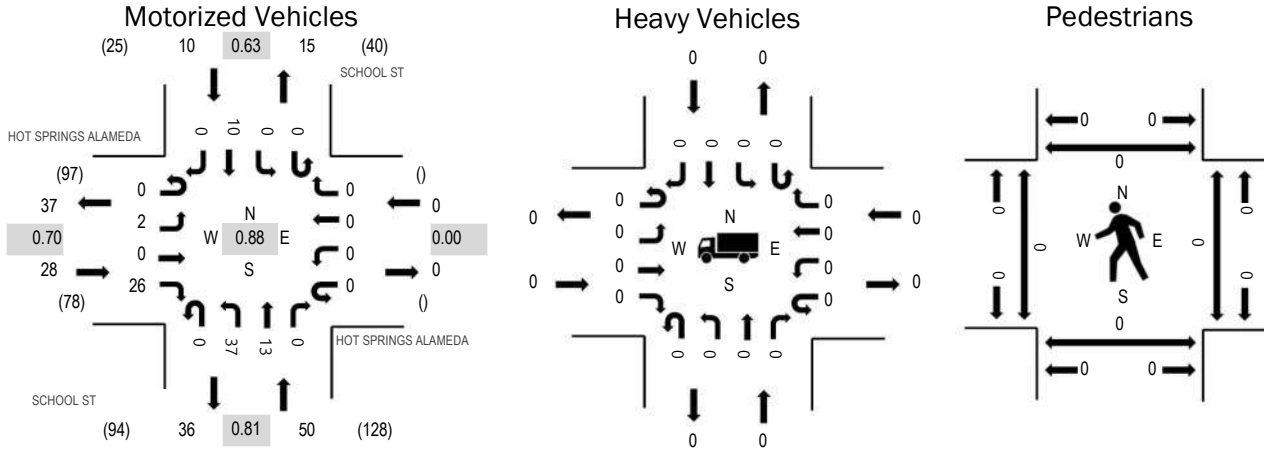 Motorized Vehicles
(25) 10 0.63 15 (40)
SCHOOL ST
HOT SPRINGS ALAMEDA
0 10 0 0
(97)
37
0.70
28
(78)
0
2
0
26
N
W 0.88 E
S
0
0
0
0
()
0
0.00
0
()
0 37 13 0
HOT SPRINGS ALAMEDA
SCHOOL ST
(94) 36 0.81 50 (128)
Heavy Vehicles
0 0
0 0 0 0
0
0
0
0
0
0
N
W E
S
0
0
0
0
0
0
0 0 0 0
0 0
Pedestrians
0 0
0
0
0
0
N
W E
S
0
0
0
0
0 0